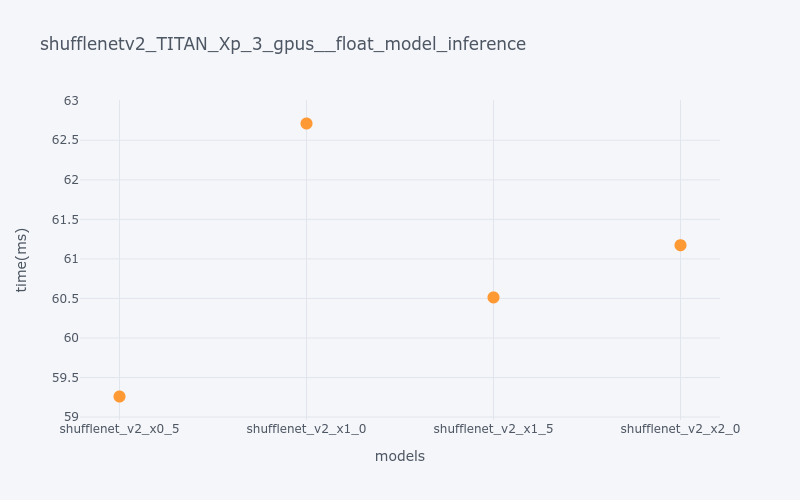 shufflenetv2_TITAN_Xp_3_gpus__float_model_inference
63
62.5
62
61.5
61
60.5
60
59.5
59
time(ms)
shufflenet_v2_x0_5
shufflenet_v2_x1_0
shufflenet_v2_x1_5
shufflenet_v2_x2_0
models